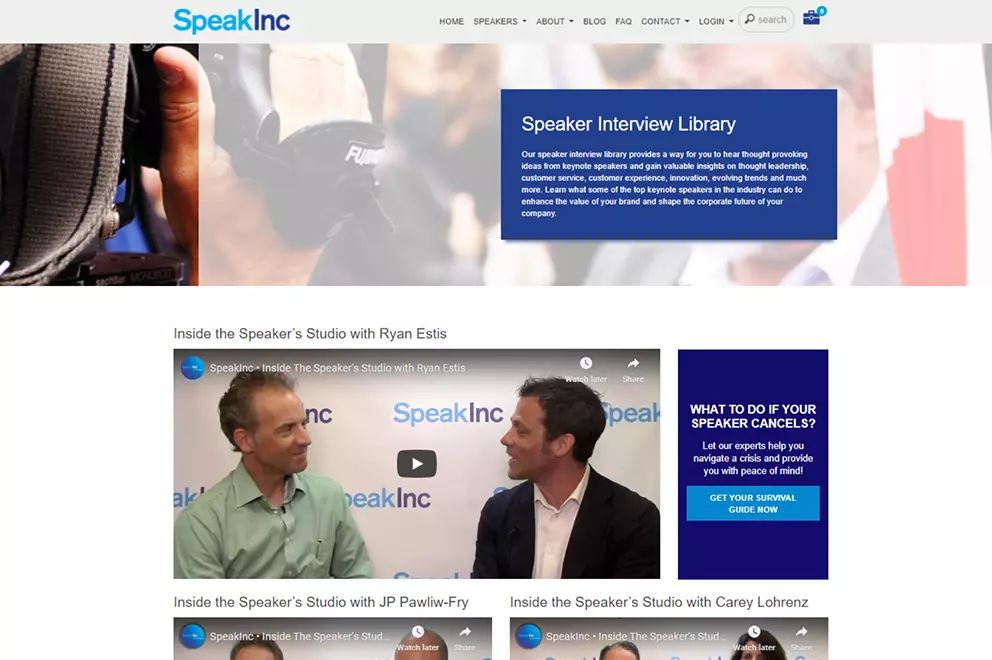 SpeakInc
HOME SPEAKERS ABOUT BLOG FAQ CONTACT LOGIN search 0
Speaker Interview Library
Our speaker interview library provides a way for you to hear thought provoking
ideas from keynote speakers and gain valuable insights on thought leadership,
customer service, customer experience, innovation, evolving trends and much
more. Learn what some of the top keynote speakers in the industry can do to
enhance the value of your brand and shape the corporate future of your
company.
Inside the Speaker's Studio with Ryan Estis
SpeakInc • Inside The Speaker's Studio with Ryan Estis
Watch later Share
nc SpeakInc Speak
eakInc
WHAT TO DO IF YOUR
SPEAKER CANCELS?
Let our experts help you
navigate a crisis and provide
you with peace of mind!
GET YOUR SURVIVAL
GUIDE NOW
Inside the Speaker's Studio with JP Pawliw-Fry
SpeakInc • Inside The Speaker's Stud...
Watch later Share
Inside the Speaker's Studio with Carey Lohrenz
SpeakInc • Inside The Speaker's Stud...
Watch later Share